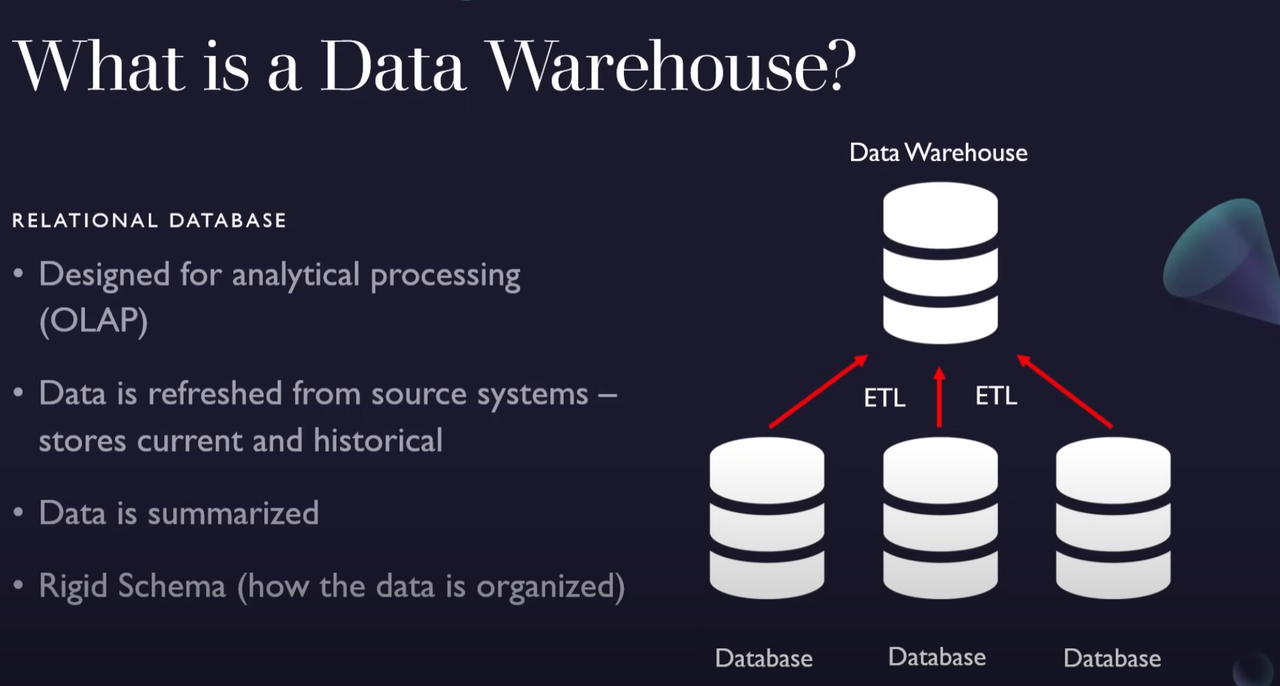 What is a Data Warehouse?
RELATIONAL DATABASE
• Designed for analytical processing
(OLAP)
• Data is refreshed from source systems –
stores current and historical
• Data is summarized
• Rigid Schema (how the data is organized)
Data Warehouse
ETL
ETL
Database
Database
Database